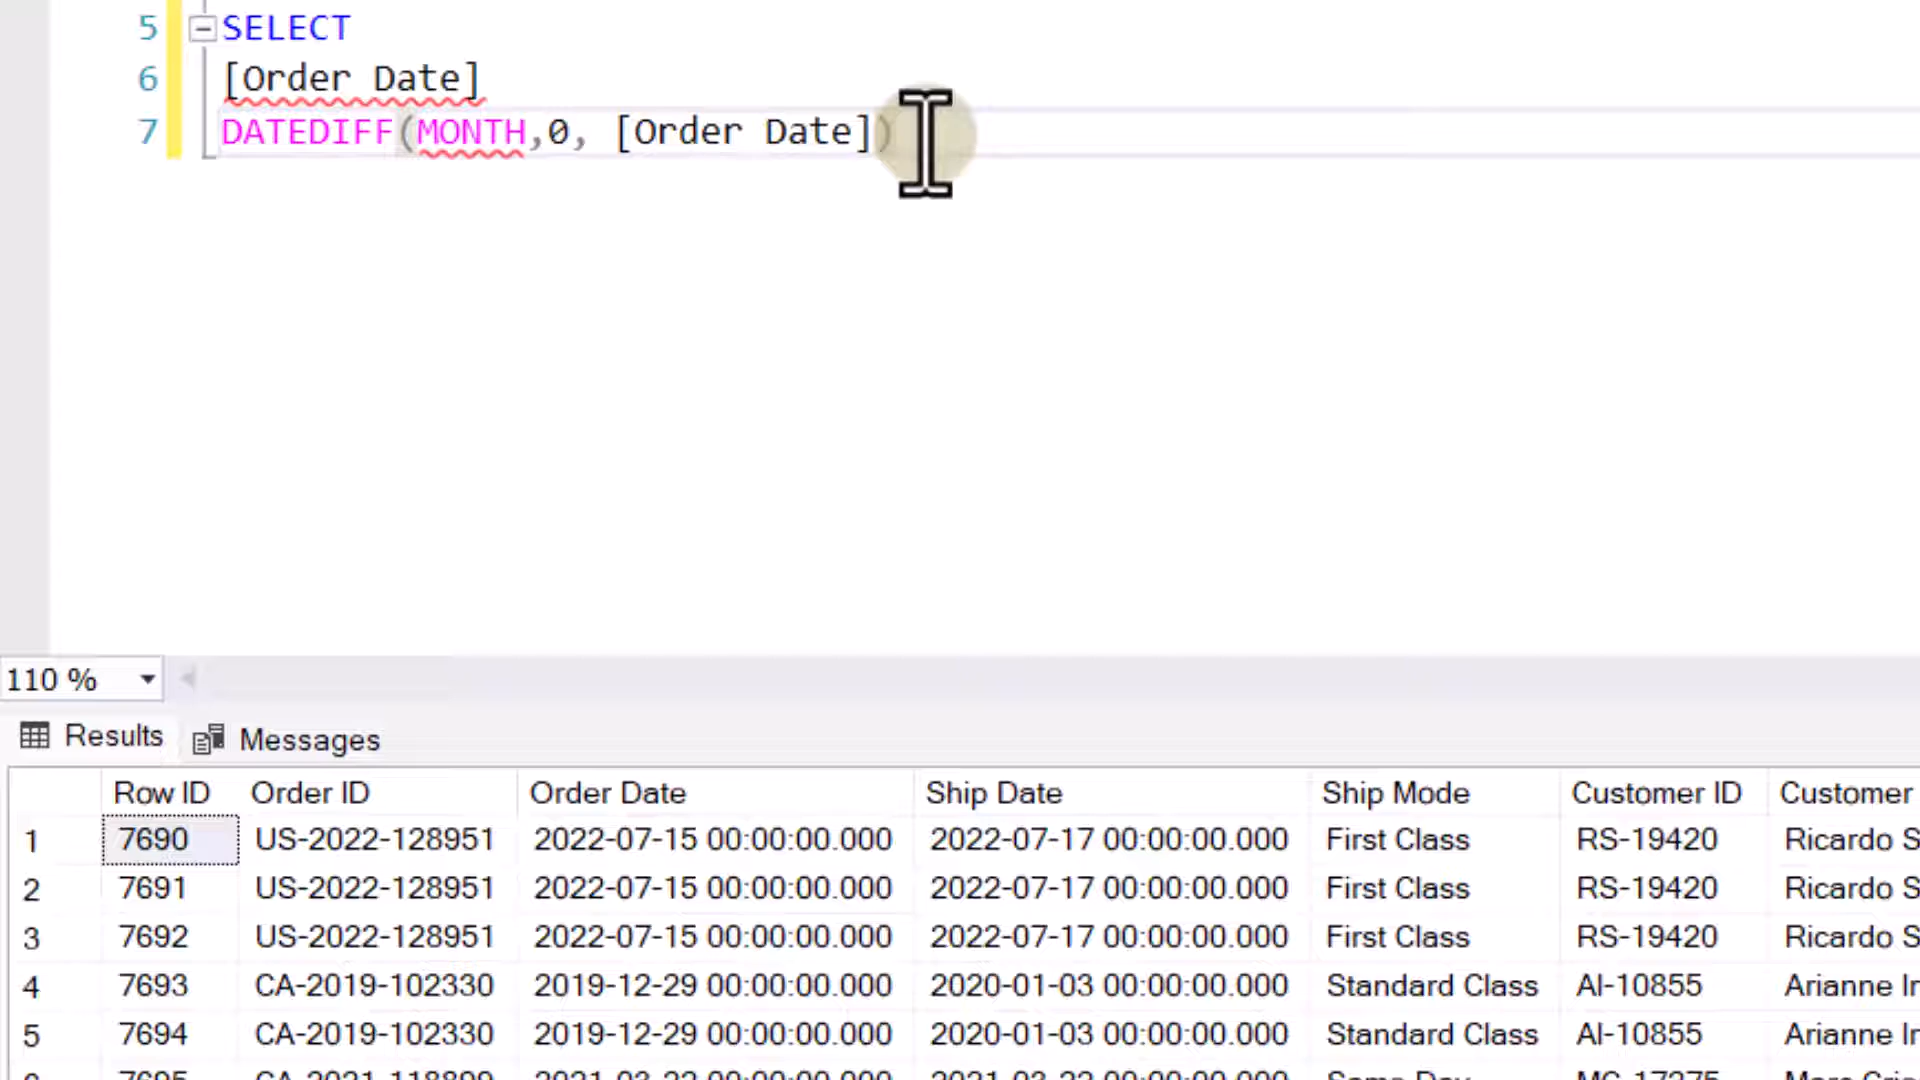 5 SELECT
6 [Order Date]
7 DATEDIFF(MONTH,0, [Order Date])
110 %
Results Messages
Row ID Order ID Order Date Ship Date Ship Mode Customer ID Customer
1 7690 US-2022-128951 2022-07-15 00:00:00.000 2022-07-17 00:00:00.000 First Class RS-19420 Ricardo S
2 7691 US-2022-128951 2022-07-15 00:00:00.000 2022-07-17 00:00:00.000 First Class RS-19420 Ricardo S
3 7692 US-2022-128951 2022-07-15 00:00:00.000 2022-07-17 00:00:00.000 First Class RS-19420 Ricardo S
4 7693 CA-2019-102330 2019-12-29 00:00:00.000 2020-01-03 00:00:00.000 Standard Class AI-10855 Arianne Ir
5 7694 CA-2019-102330 2019-12-29 00:00:00.000 2020-01-03 00:00:00.000 Standard Class AI-10855 Arianne Ir